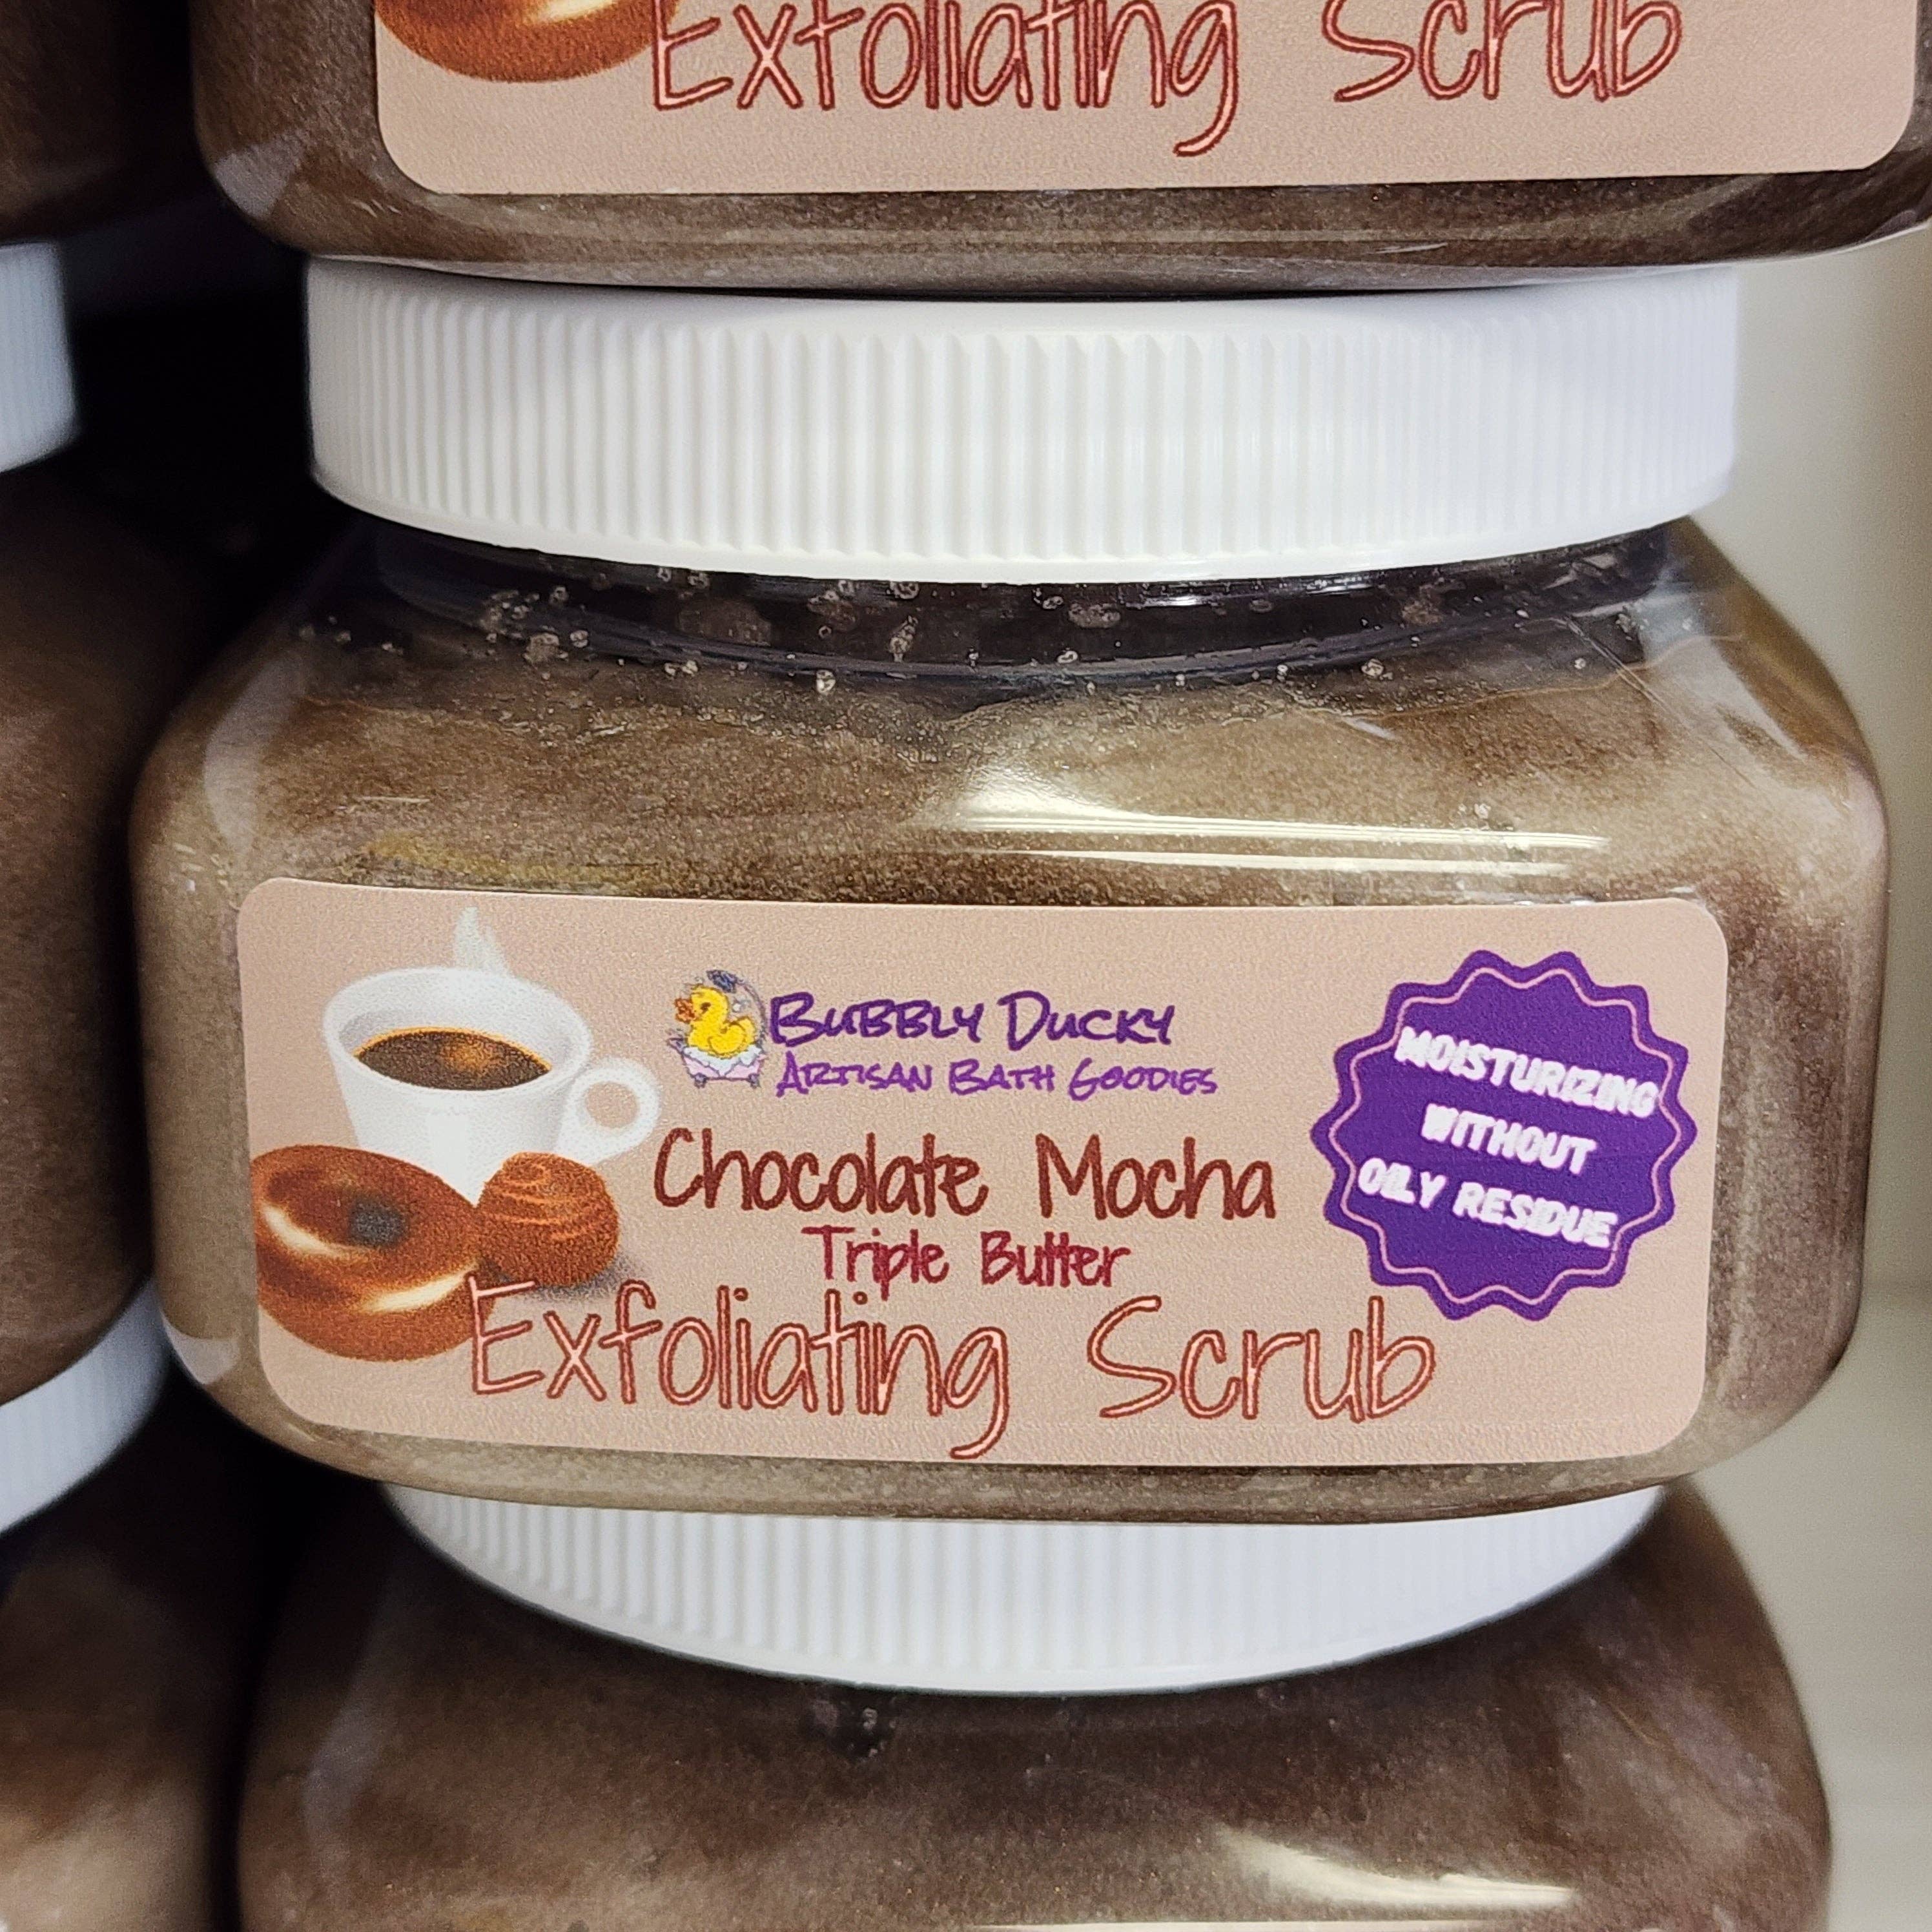 Exfoliating Scrub
Bubbly Ducky
Artisan Bath Goodies
Chocolate Mocha
Triple Butter
Exfoliating Scrub
MOISTURIZING
WITHOUT
OILY RESIDUE